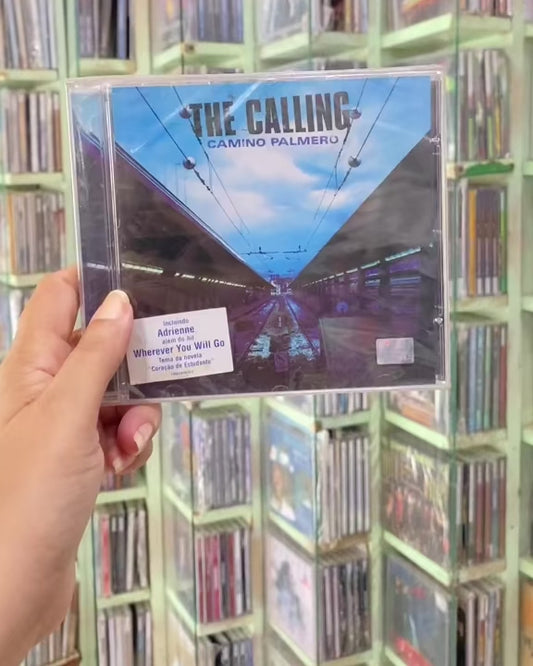 THE CALLING
CAMINO PALMERO
Incluindo
Adrienne
além do hit
Wherever You Will Go
Tema da novela
"Coração de Estudante"